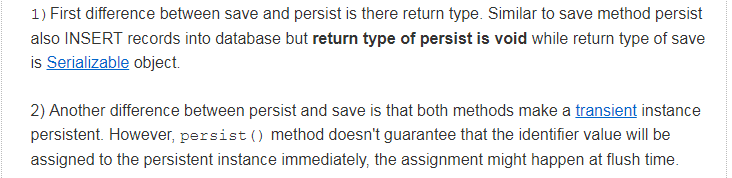 1) First difference between save and persist is there return type. Similar to save method persist
also INSERT records into database but return type of persist is void while return type of save
is Serializable object.
2) Another difference between persist and save is that both methods make a transient instance
persistent. However, persist() method doesn't guarantee that the identifier value will be
assigned to the persistent instance immediately, the assignment might happen at flush time.